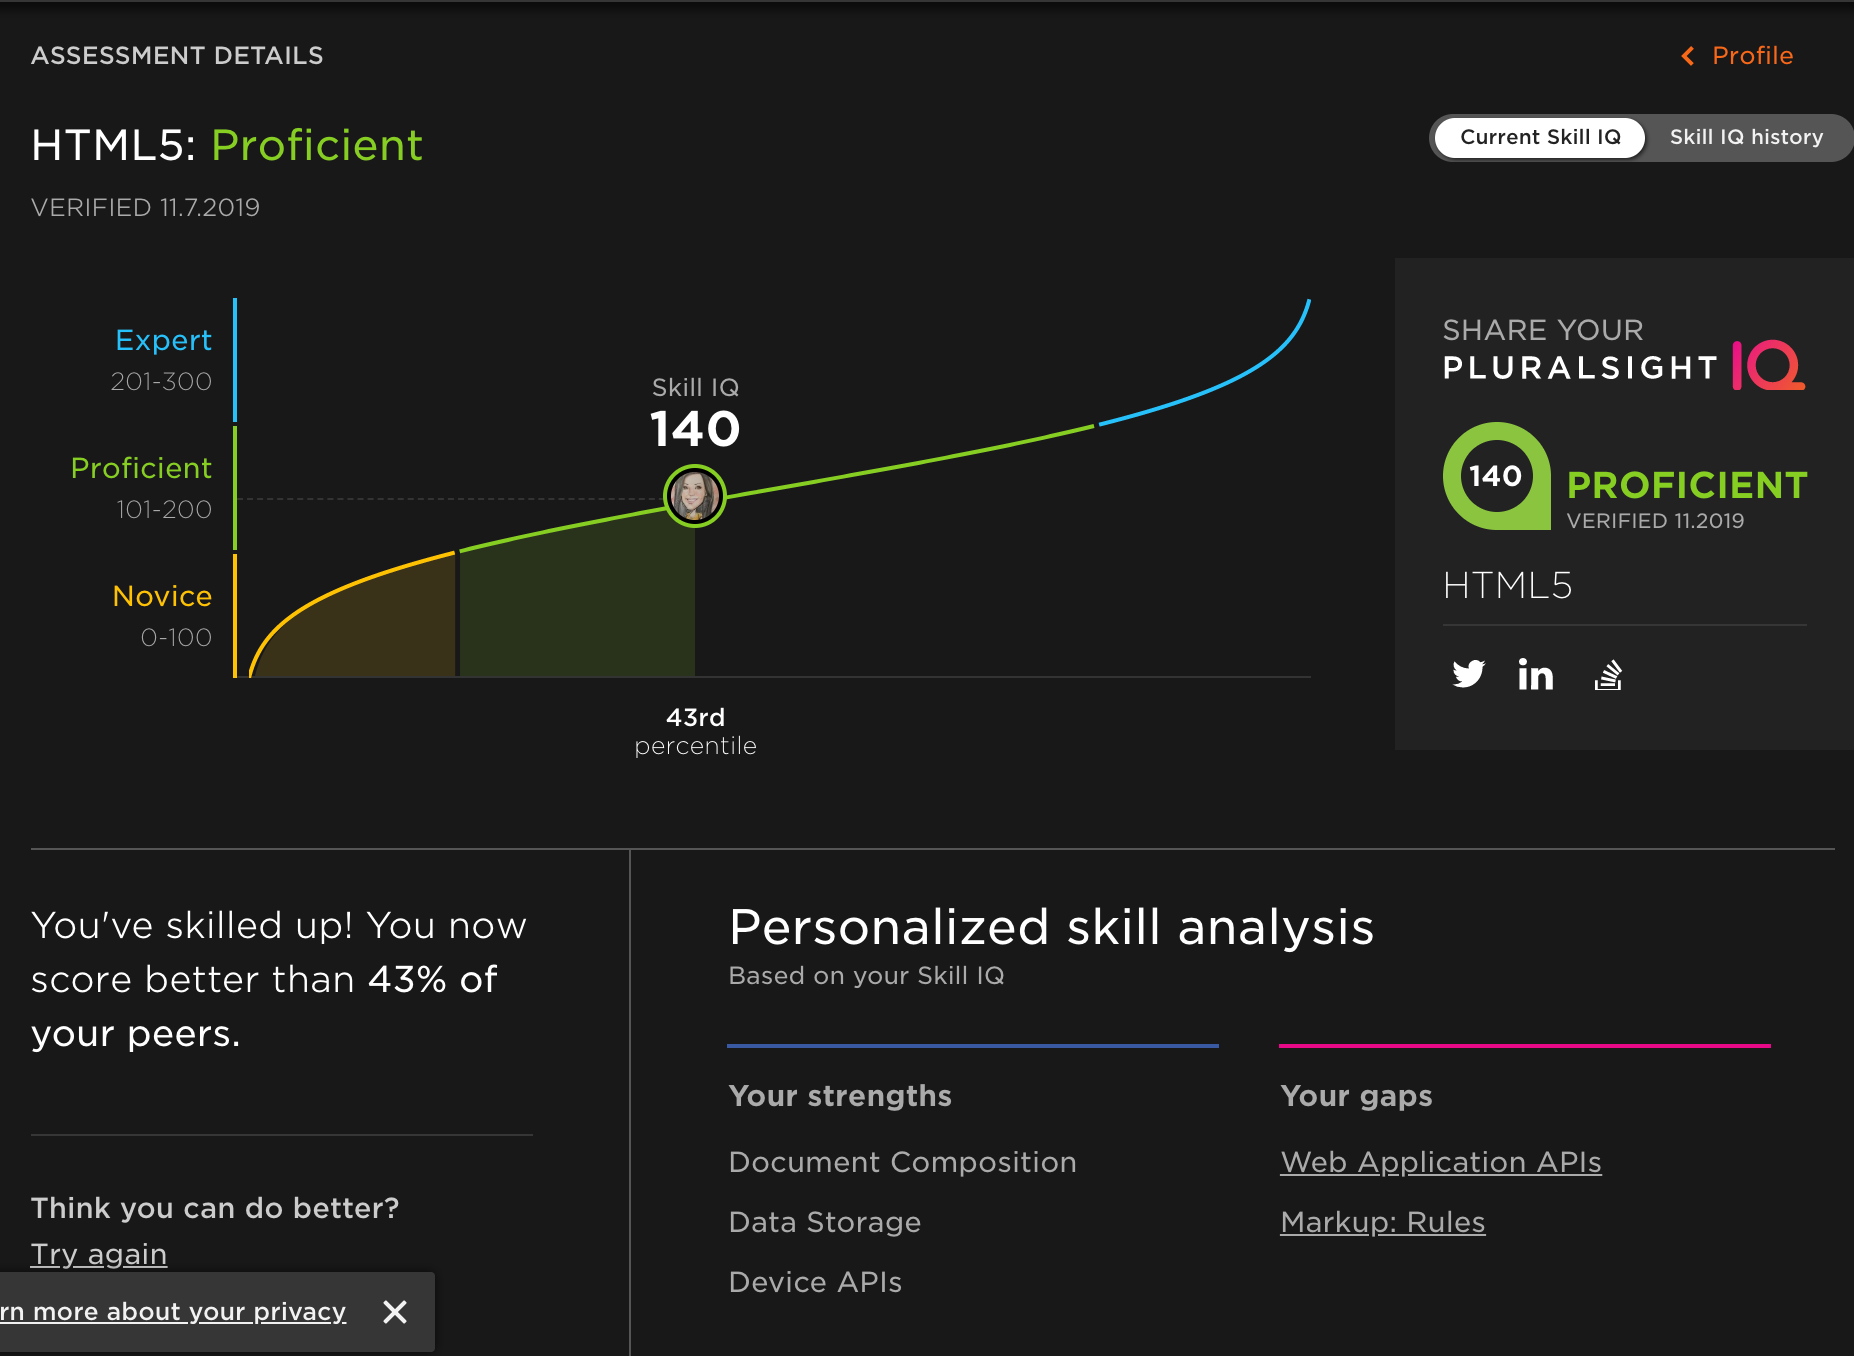 ASSESSMENT DETAILS
Profile
HTML5: Proficient
Current Skill IQ
Skill IQ history
VERIFIED 11.7.2019
Expert
201-300
Proficient
101-200
Novice
0-100
Skill IQ
140
43rd
percentile
SHARE YOUR
PLURALSIGHT IQ
140
PROFICIENT
VERIFIED 11.2019
HTML5
in
You've skilled up! You now
score better than 43% of
your peers.
Think you can do better?
Try again
more about your privacy
Personalized skill analysis
Based on your Skill IQ
Your strengths
Document Composition
Data Storage
Device APIs
Your gaps
Web Application APIs
Markup: Rules